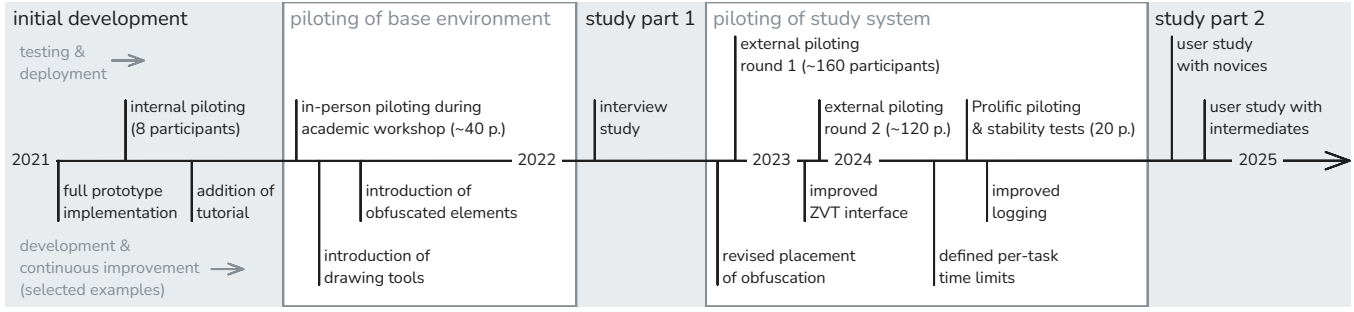 initial development
testing &
deployment
internal piloting
(8 participants)
2021
full prototype
implementation
addition of
tutorial
development &
continuous improvement
(selected examples)
piloting of base environment
in-person piloting during
academic workshop (~40 p.)
2022
introduction of
obfuscated elements
introduction of
drawing tools
study part 1
interview
study
piloting of study system
external piloting
round 1 (~160 participants)
external piloting
round 2 (~120 p.)
Prolific piloting
& stability tests (20 p.)
2023
2024
improved
ZVT interface
improved
logging
revised placement
of obfuscation
defined per-task
time limits
study part 2
user study
with novices
user study with
intermediates
2025